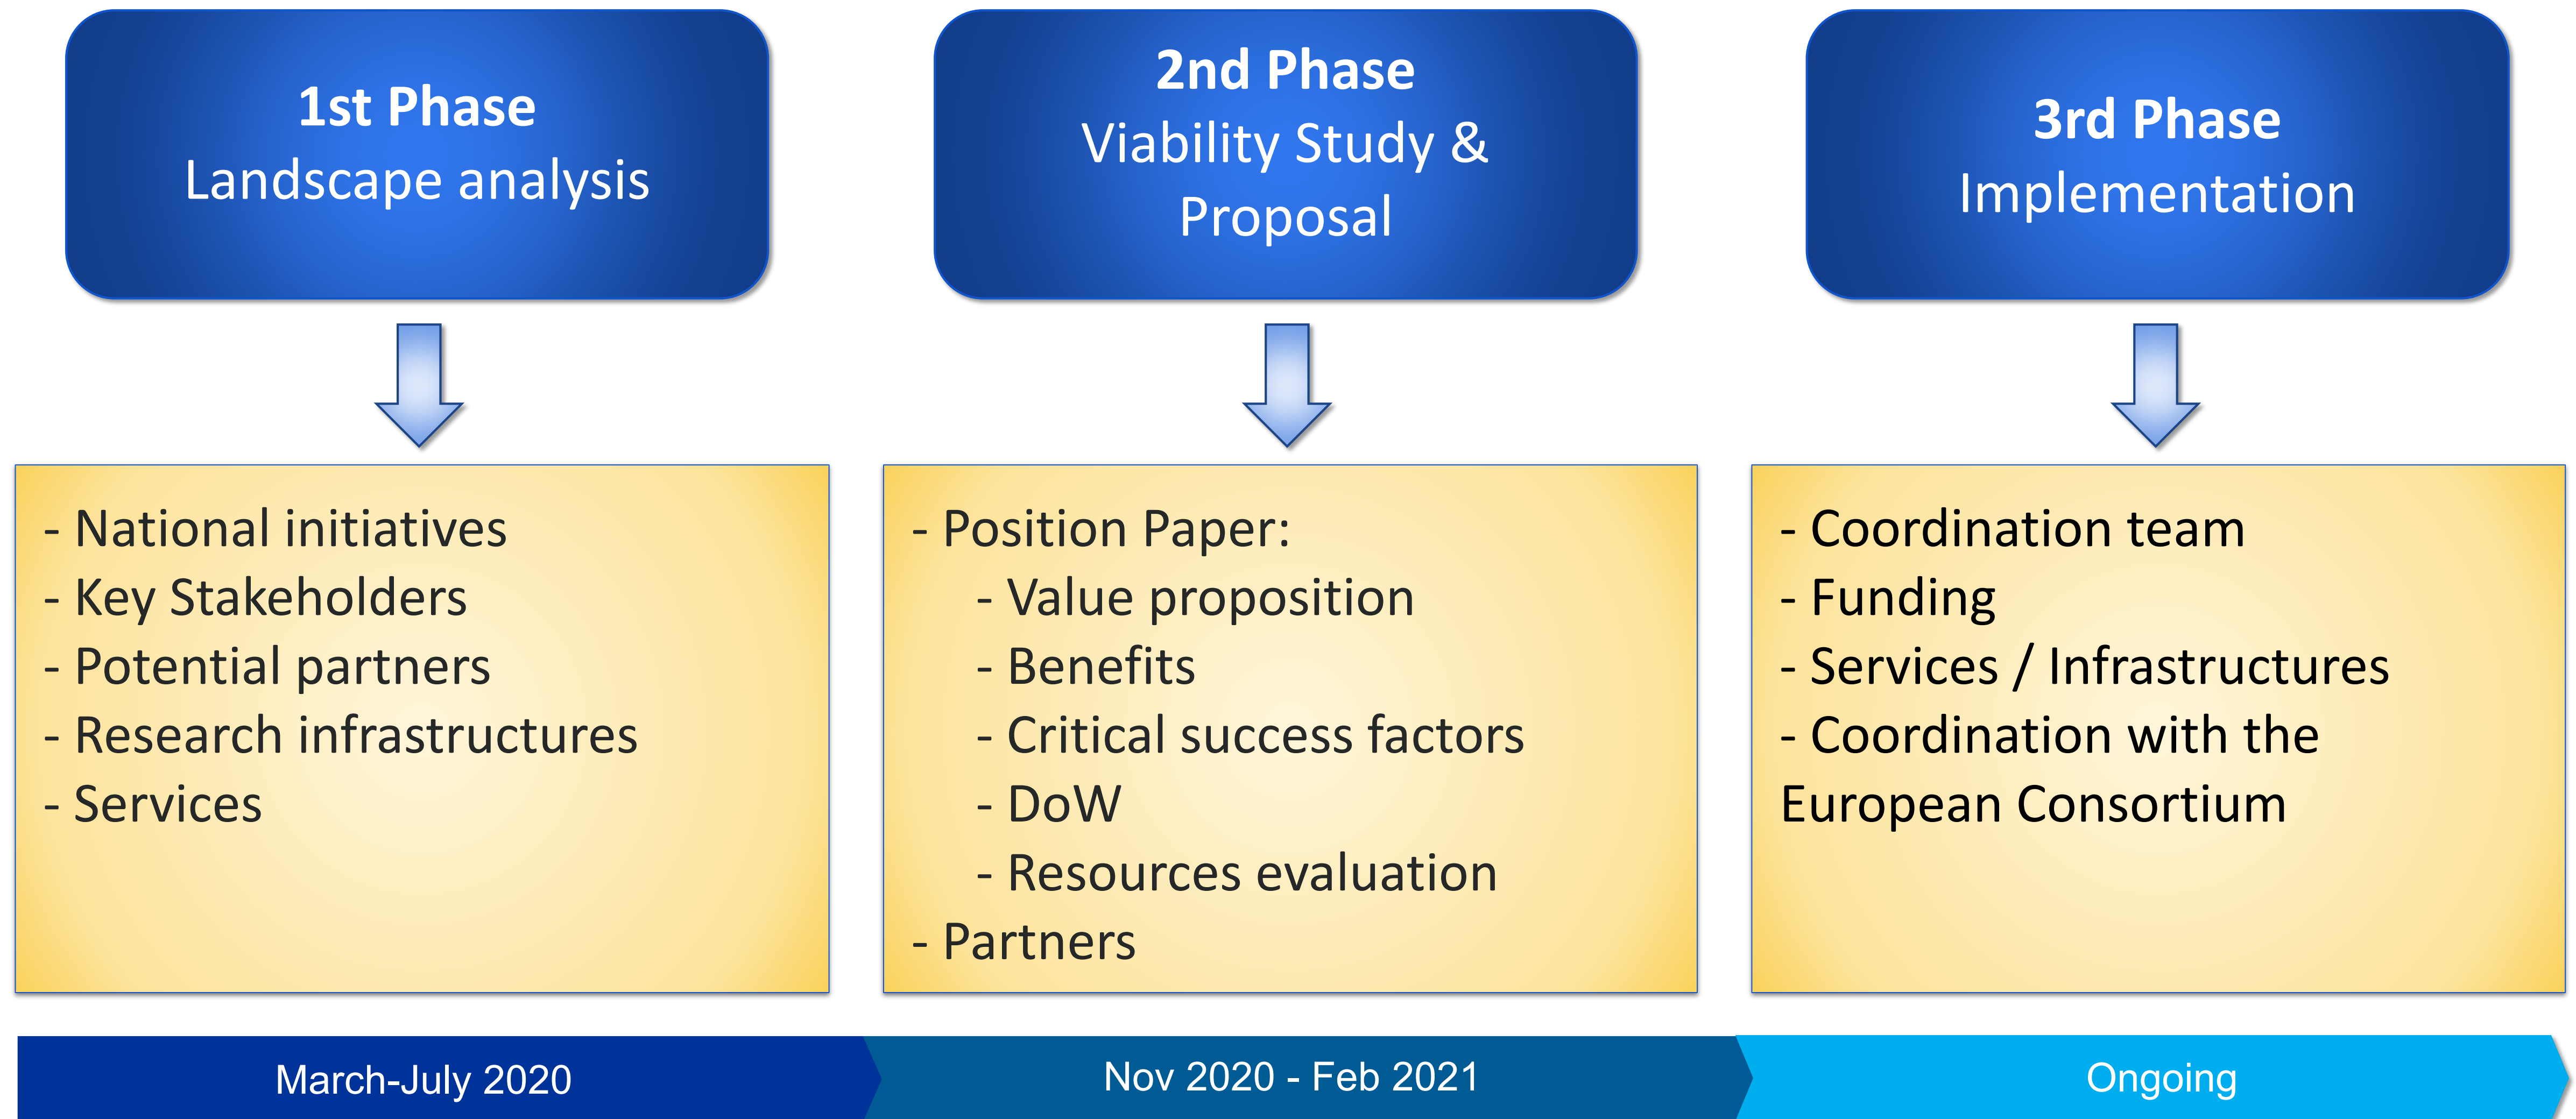 1st Phase
Landscape analysis
2nd Phase
Viability Study &
Proposal
3rd Phase
Implementation
- National initiatives
- Key Stakeholders
- Potential partners
- Research infrastructures
- Services
- Position Paper:
- Value proposition
- Benefits
- Critical success factors
- DoW
- Resources evaluation
- Partners
- Coordination team
- Funding
- Services / Infrastructures
- Coordination with the
European Consortium
March-July 2020
Nov 2020 - Feb 2021
Ongoing